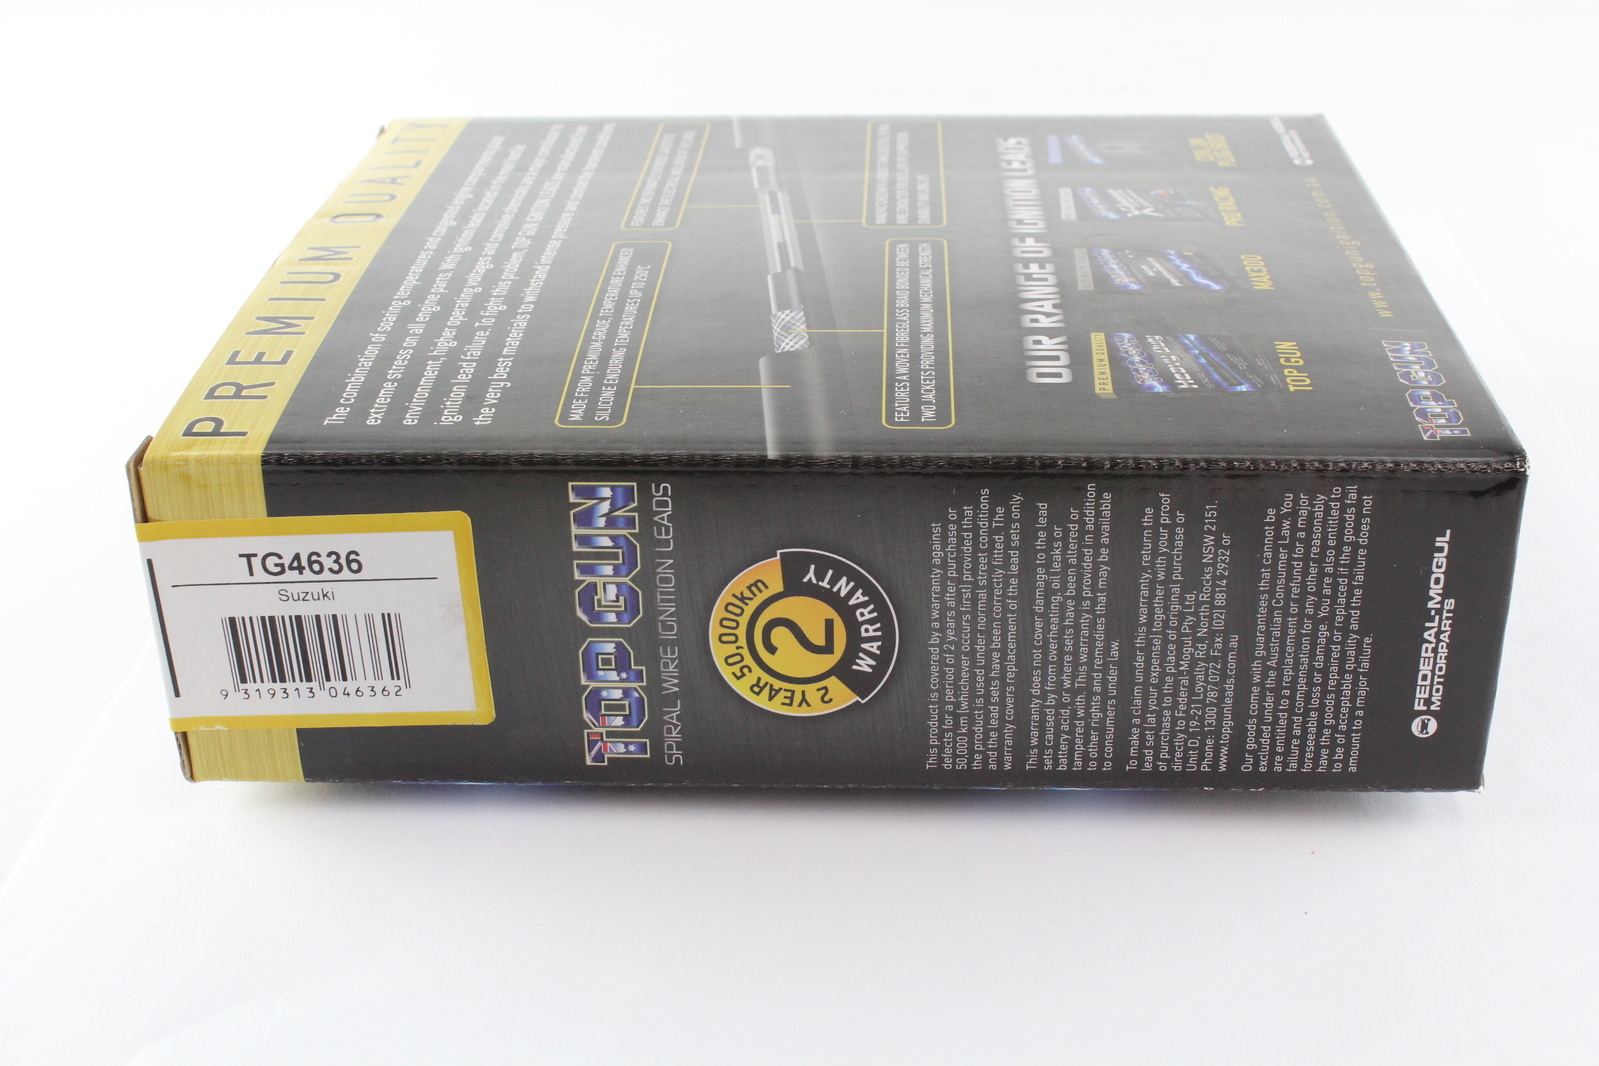 TG4636
Suzuki
9 319313 046362
TOP GUN
SPIRAL WIRE IGNITION LEADS
2 YEAR 50,000km
2
WARRANTY
This product is covered by a warranty against
defects for a period of 2 years after purchase or
50,000 km (whichever occurs first) provided that
the product is used under normal street conditions
and the lead sets have been correctly fitted. The
warranty covers replacement of the lead sets only.
This warranty does not cover damage to the lead
sets caused by from overheating, oil leaks or
battery acid, or where sets have been altered or
tampered with. This warranty is provided in addition
to other rights and remedies that may be available
to consumers under law.
To make a claim under this warranty, return the
lead set (at your expense) together with your proof
of purchase to the place of original purchase or
directly to Federal-Mogul Pty Ltd,
Unit D, 19-21 Loyalty Rd, North Rocks NSW 2151.
Phone: 1300 787 072. Fax: (02) 8814 2932 or
www.topgunleads.com.au
Our goods come with guarantees that cannot be
excluded under the Australian Consumer Law. You
are entitled to a replacement or refund for a major
failure and compensation for any other reasonably
foreseeable loss or damage. You are also entitled to
have the goods repaired or replaced if the goods fail
to be of acceptable quality and the failure does not
amount to a major failure.
FEDERAL-MOGUL
MOTORPARTS
PREMIUM QUALITY
The combination of soaring temperatures and
extreme stress on all engine parts. With ignition leads
environment, higher operating voltages and
ignition lead failure. To fight this problem, TOP GUN IGNITION LEADS are
the very best materials to withstand intense pressure and
MADE FROM PREMIUM-GRADE, TEMPERATURE ENHANCED
SILICONE ENDURING TEMPERATURES UP TO 250°C
FEATURES A WOVEN FIBREGLASS BRAID BONDED BETWEEN
TWO JACKETS PROVIDING MAXIMUM MECHANICAL STRENGTH
OUR RANGE OF IGNITION LEADS
PREMIUM QUALITY
TOP GUN
MAX300
PRO RACING
TOP GUN
www.topgunignition.com.au